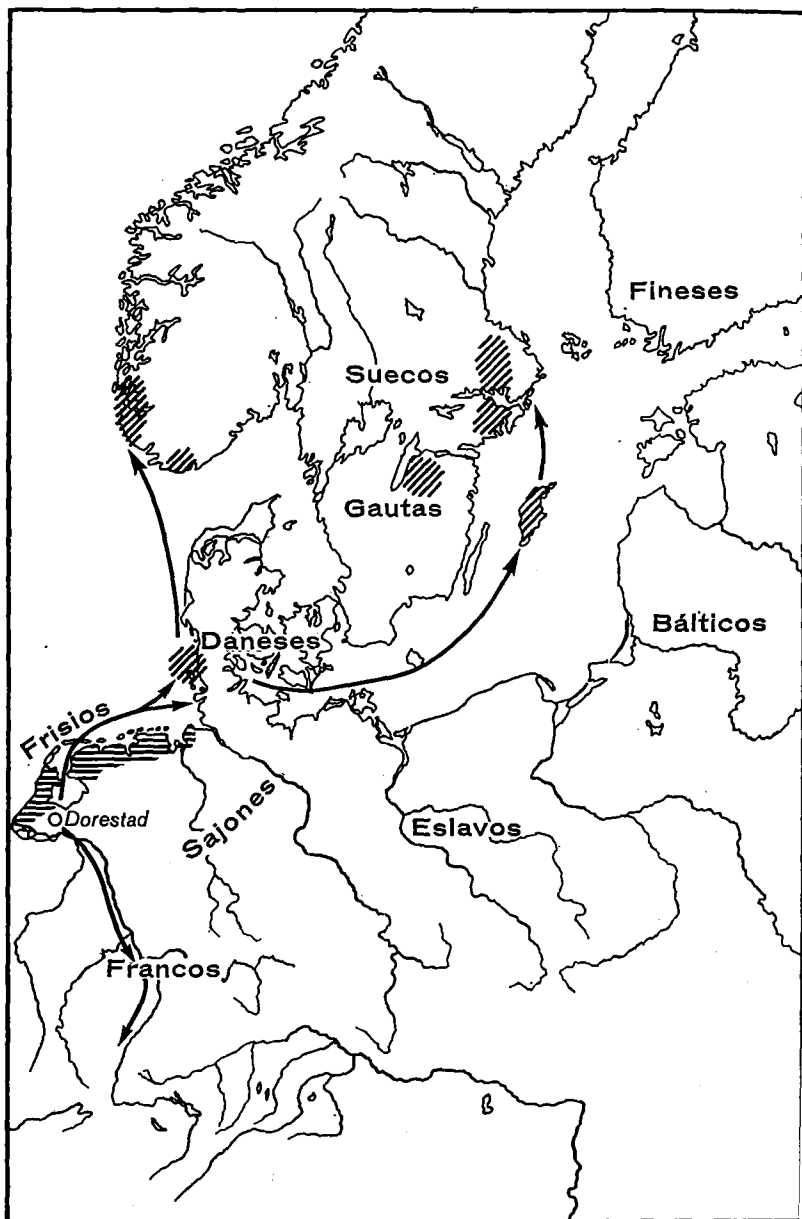 Fineses
Suecos
Gautas
Daneses
Bálticos
Frisios
Dorestad
Sajones
Eslavos
Francos